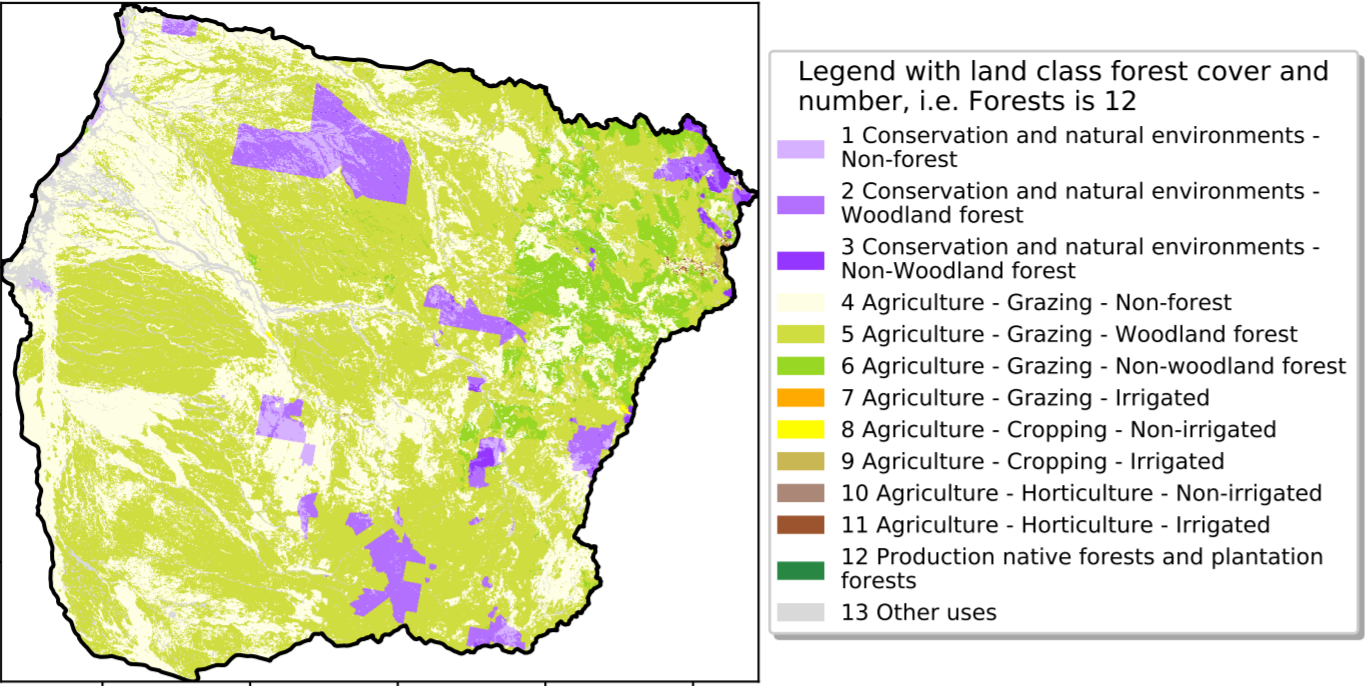 Legend with land class forest cover and
number, i.e. Forests is 12
1 Conservation and natural environments -
Non-forest
2 Conservation and natural environments -
Woodland forest
3 Conservation and natural environments -
Non-Woodland forest
4 Agriculture - Grazing - Non-forest
5 Agriculture - Grazing - Woodland forest
6 Agriculture - Grazing - Non-woodland forest
7 Agriculture - Grazing - Irrigated
8 Agriculture - Cropping - Non-irrigated
9 Agriculture - Cropping - Irrigated
10 Agriculture - Horticulture - Non-irrigated
11 Agriculture - Horticulture - Irrigated
12 Production native forests and plantation
forests
13 Other uses